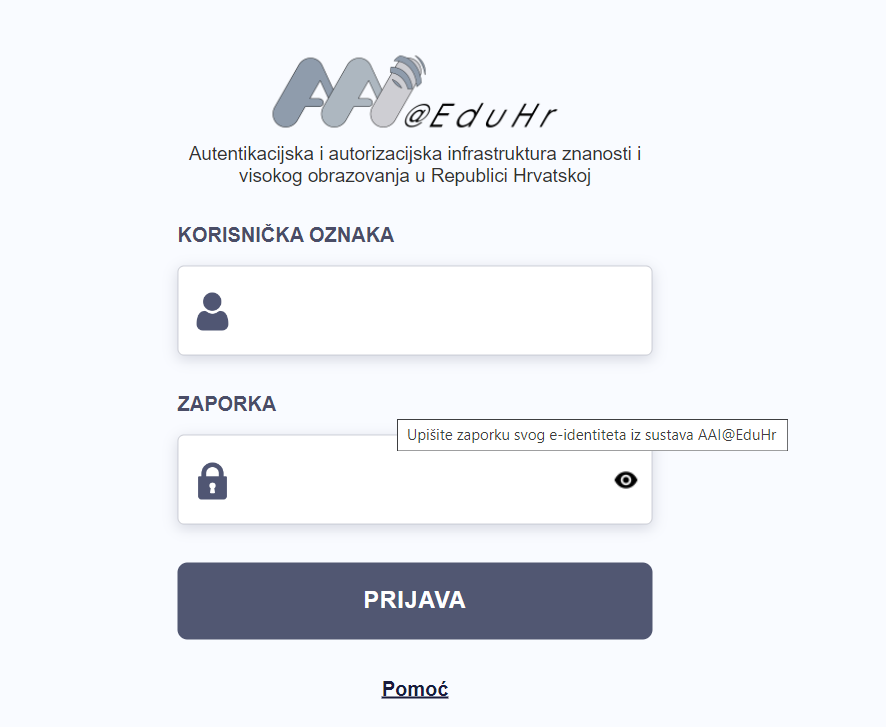 AAI@EduHr
Autentikacijska i autorizacijska infrastruktura znanosti i
visokog obrazovanja u Republici Hrvatskoj
KORISNIČKA OZNAKA
ZAPORKA
Upišite zaporku svog e-identiteta iz sustava AAI@EduHr
PRIJAVA
Pomoć